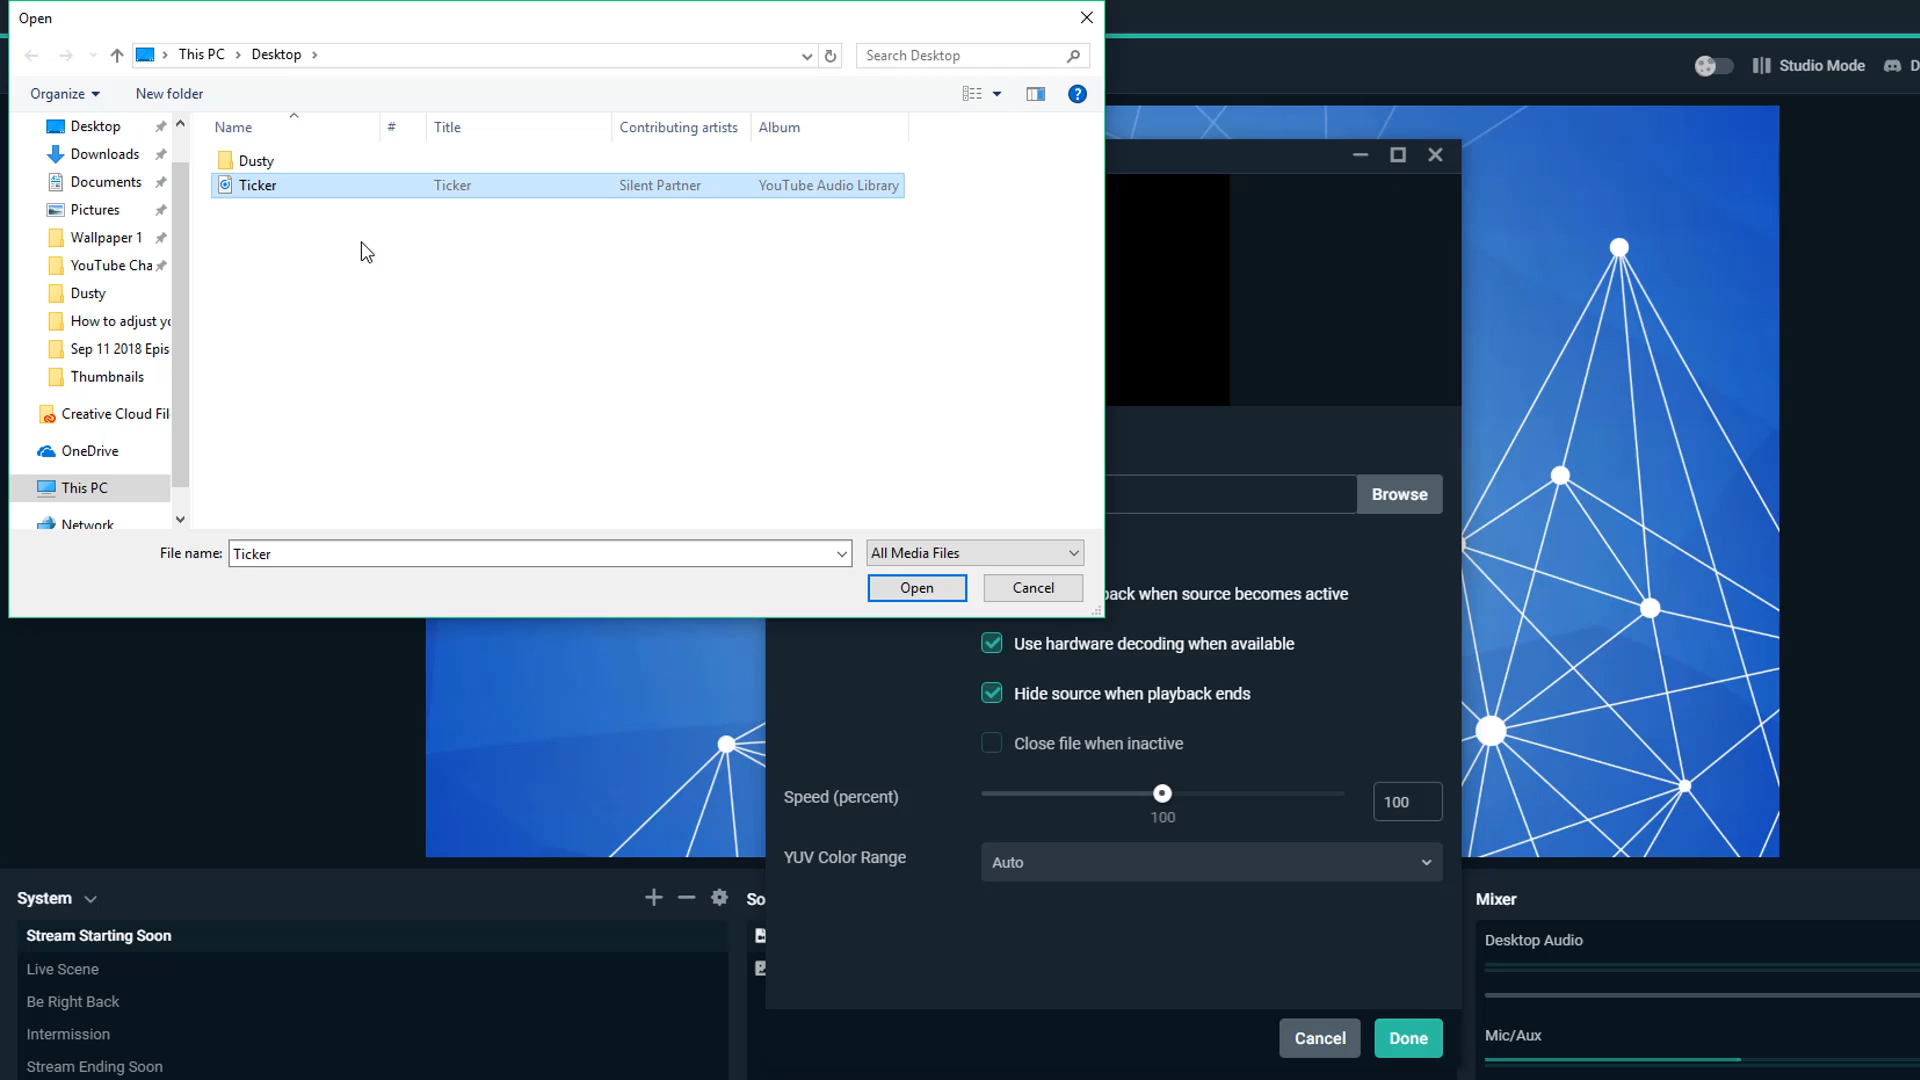 Open
This PC
Desktop
Search Desktop
Organize
New folder
?
Name
#
Title
Contributing artists
Album
Desktop
Downloads
Documents
Pictures
Wallpaper 1
YouTube Cha
Dusty
How to adjust yo
Sep 11 2018 Epis
Thumbnails
Creative Cloud Fil
OneDrive
This PC
Network
Dusty
Ticker Ticker Silent Partner YouTube Audio Library
File name: Ticker
All Media Files
Open
Cancel
Studio Mode
D
Browse
back when source becomes active
Use hardware decoding when available
Hide source when playback ends
Close file when inactive
Speed (percent)
100
100
YUV Color Range
Auto
Cancel
Done
System
Stream Starting Soon
Live Scene
Be Right Back
Intermission
Stream Ending Soon
So
Mixer
Desktop Audio
Mic/Aux